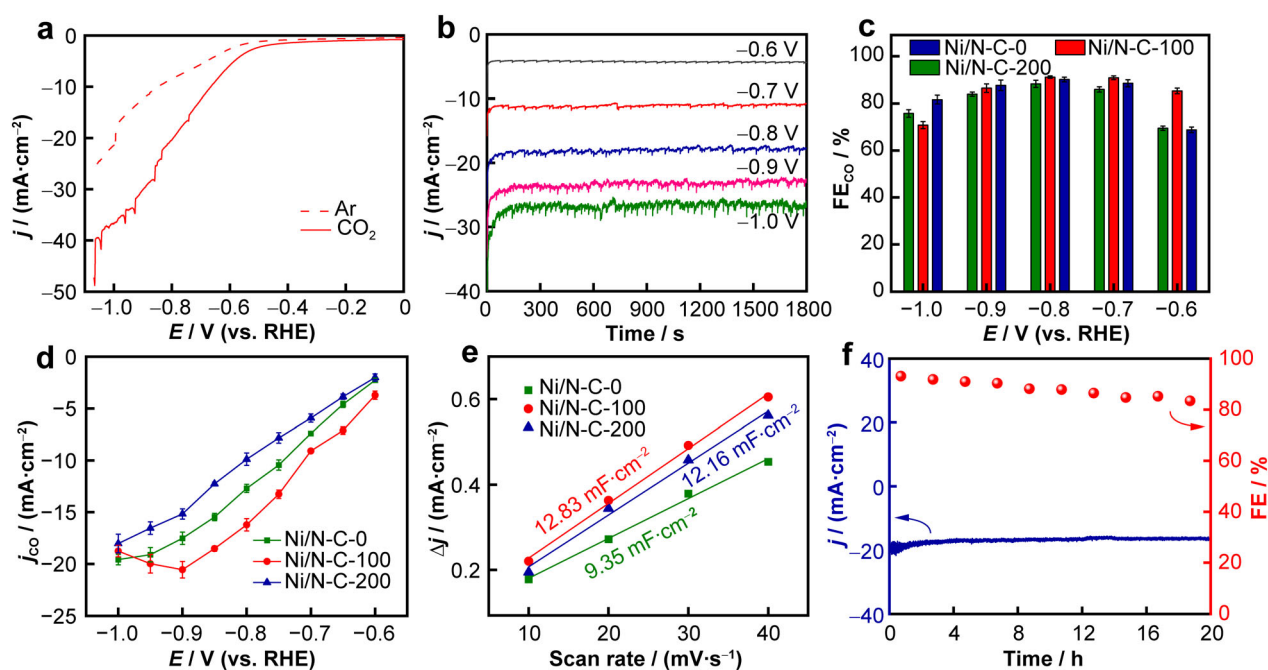 a
0
−10
−20
−30
−40
−50
j / (mA·cm⁻²)
Ar
CO₂
−1.0
−0.8
−0.6
−0.4
−0.2
0
E / V (vs. RHE)
b
0
−10
−20
−30
−40
j / (mA·cm⁻²)
−0.6 V
−0.7 V
−0.8 V
−0.9 V
−1.0 V
0
300
600
900
1200
1500
1800
Time / s
c
100
80
60
40
20
0
FE_CO / %
Ni/N-C-0
Ni/N-C-100
Ni/N-C-200
−1.0
−0.9
−0.8
−0.7
−0.6
E / V (vs. RHE)
d
0
−5
−10
−15
−20
−25
j_CO / (mA·cm⁻²)
Ni/N-C-0
Ni/N-C-100
Ni/N-C-200
−1.0
−0.9
−0.8
−0.7
−0.6
E / V (vs. RHE)
e
0.6
0.4
0.2
Δj / (mA·cm⁻²)
Ni/N-C-0
Ni/N-C-100
Ni/N-C-200
12.83 mF·cm⁻²
12.16 mF·cm⁻²
9.35 mF·cm⁻²
10
20
30
40
Scan rate / (mV·s⁻¹)
f
40
20
0
−20
−40
j / (mA·cm⁻²)
100
80
60
40
20
0
FE / %
0
4
8
12
16
20
Time / h